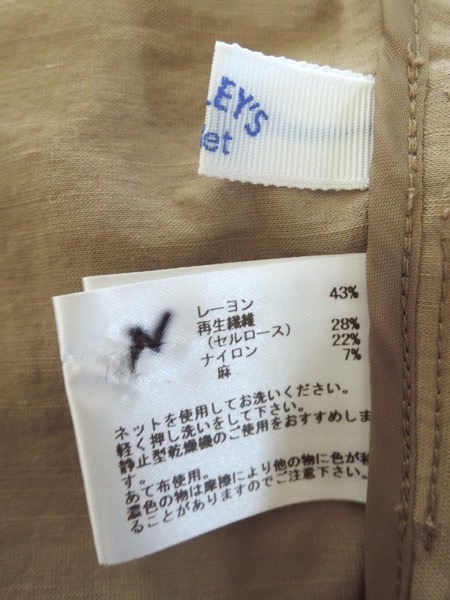 LEY'S
let
レーヨン 43%
再生繊維
(セルロース) 28%
ナイロン 22%
麻 7%
ネットを使用してお洗いください。
軽く押し洗いをして下さい。
静止型乾燥機のご使用をおすすめしま
す。
あて布使用。
濃色の物は摩擦により他の物に色が移
ることがありますのでご注意下さい。